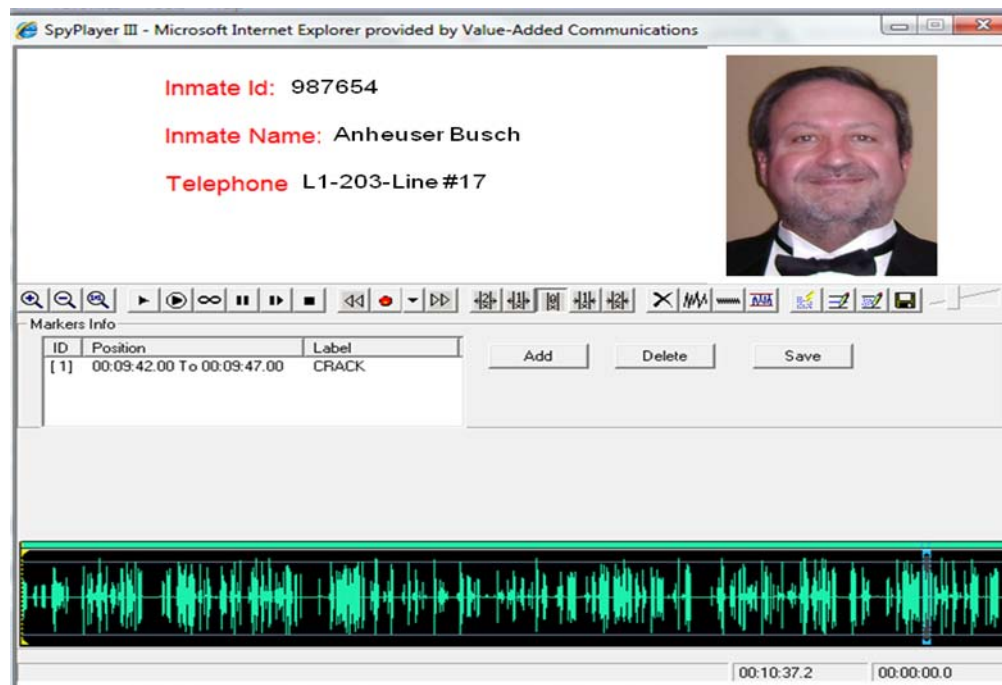 SpyPlayer III - Microsoft Internet Explorer provided by Value-Added Communications
Inmate Id: 987654
Inmate Name: Anheuser Busch
Telephone L1-203-Line #17
Markers Info
ID Position Label
[1] 00:09:42.00 To 00:09:47.00 CRACK
Add Delete Save
00:10:37.2 00:00:00.0